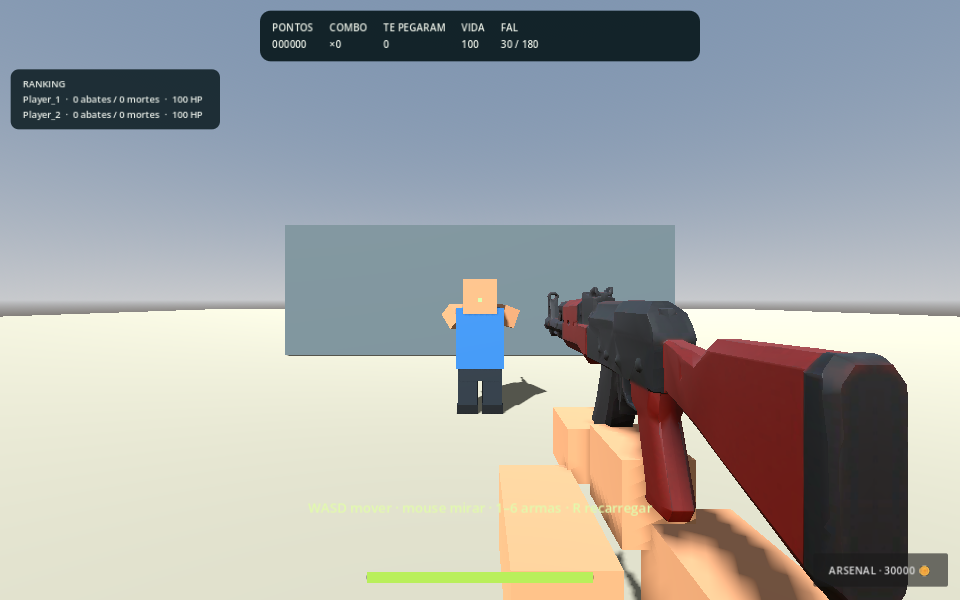 PONTOS COMBO TE PEGARAM VIDA FAL
000000 ×0 0 100 30 / 180
RANKING
Player_1 · 0 abates / 0 mortes · 100 HP
Player_2 · 0 abates / 0 mortes · 100 HP
WASD mover · mouse mirar · 1-6 armas · R recarregar
ARSENAL · 30000